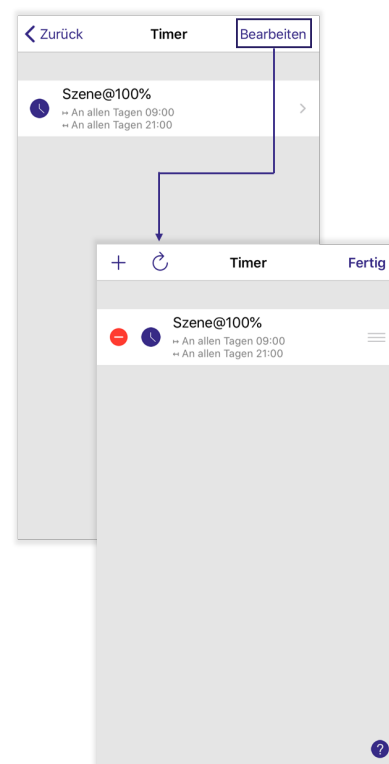 Zurück Timer Bearbeiten
Szene@100%
↦ An allen Tagen 09:00
↤ An allen Tagen 21:00
Timer Fertig
Szene@100%
↦ An allen Tagen 09:00
↤ An allen Tagen 21:00
?